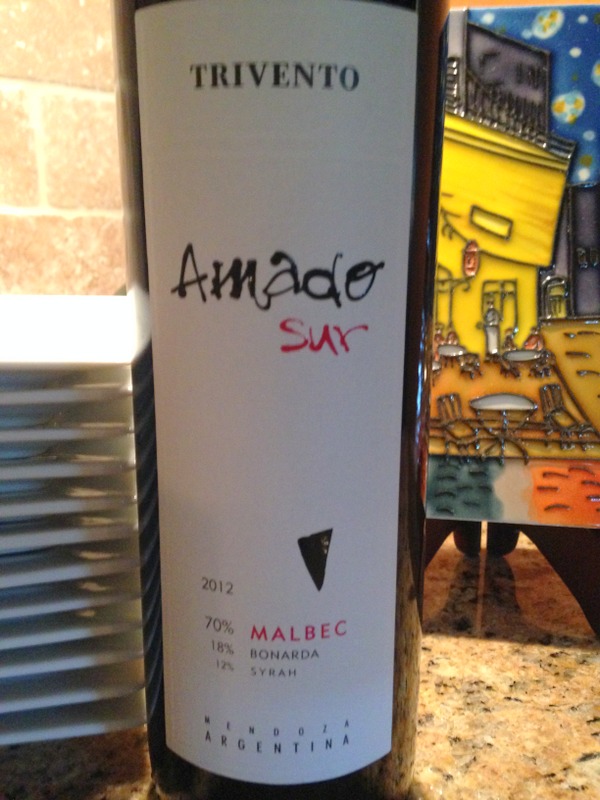 TRIVENTO
Amado
sur
2012
70% MALBEC
18% BONARDA
12% SYRAH
MENDOZA
ARGENTINA